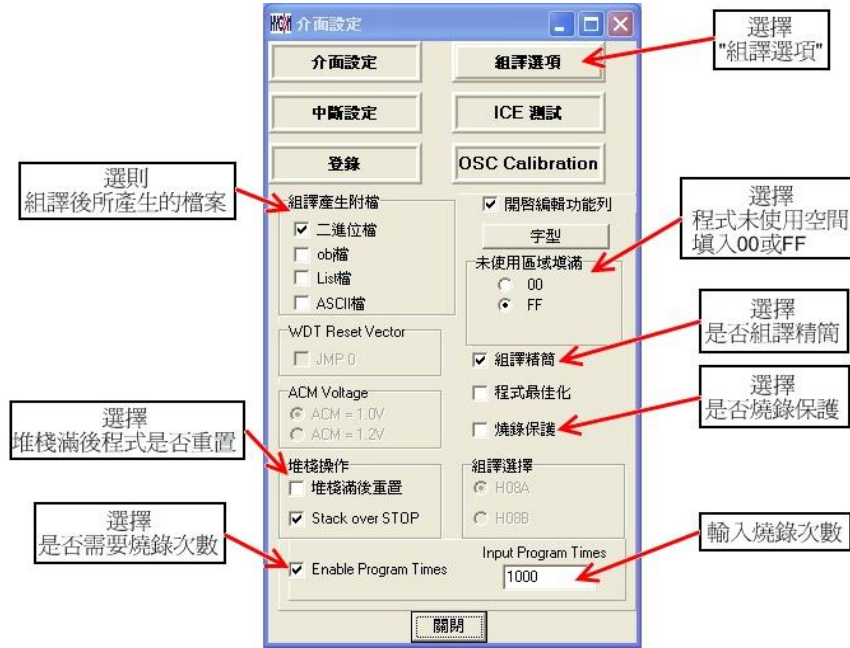 HYCON 介面設定
選擇
"組譯選項"
介面設定
組譯選項
中斷設定
ICE 測試
登錄
OSC Calibration
選則
組譯後所產生的檔案
組譯產生附檔
二進位檔
obj檔
List檔
ASCII檔
開啓編輯功能列
字型
未使用區域填滿
00
FF
選擇
程式未使用空間
填入00或FF
WDT Reset Vector
JMP 0
組譯精簡
選擇
是否組譯精簡
ACM Voltage
ACM = 1.0V
ACM = 1.2V
程式最佳化
燒錄保護
選擇
是否燒錄保護
選擇
堆棧滿後程式是否重置
堆棧操作
堆棧滿後重置
Stack over STOP
組譯選擇
H08A
H08B
選擇
是否需要燒錄次數
Enable Program Times
Input Program Times
1000
輸入燒錄次數
關閉